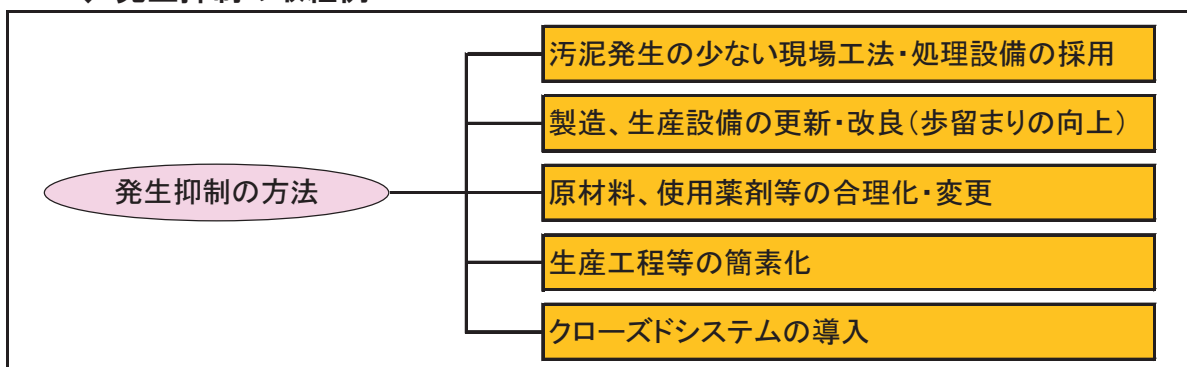 発生抑制の方法
汚泥発生の少ない現場工法・処理設備の採用
製造、生産設備の更新・改良（歩留まりの向上）
原材料、使用薬剤等の合理化・変更
生産工程等の簡素化
クローズドシステムの導入